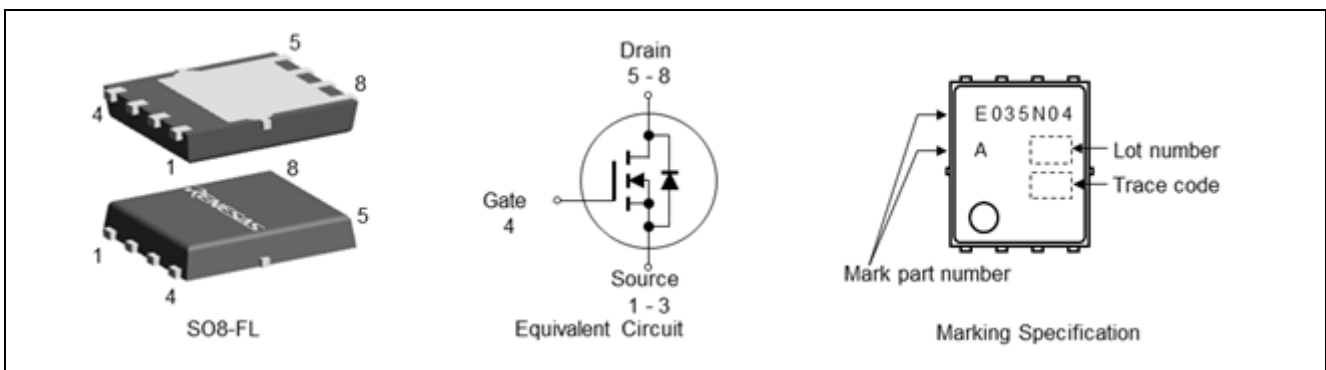 5
8
4
1
8
RENESAS
5
1
4
SO8-FL
Drain
5 - 8
Gate
4
Source
1 - 3
Equivalent Circuit
E035N04
A
Lot number
Trace code
Mark part number
Marking Specification